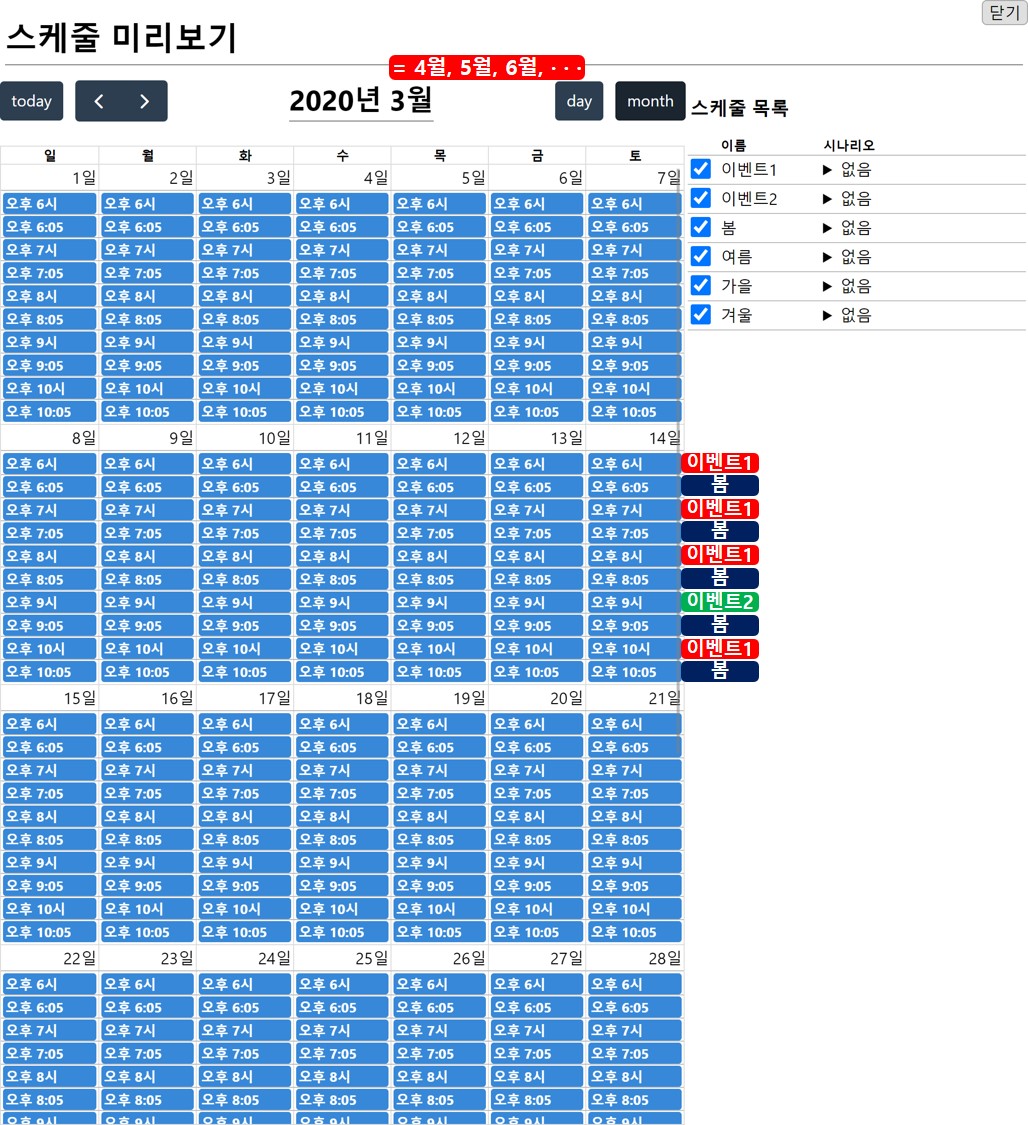 닫기
스케줄 미리보기
= 4월, 5월, 6월, · · ·
today < > 2020년 3월 day month 스케줄 목록
이름 시나리오
이벤트1 ▶ 없음
이벤트2 ▶ 없음
봄 ▶ 없음
여름 ▶ 없음
가을 ▶ 없음
겨울 ▶ 없음
일 월 화 수 목 금 토
1일 2일 3일 4일 5일 6일 7일
오후 6시 오후 6시 오후 6시 오후 6시 오후 6시 오후 6시 오후 6시
오후 6:05 오후 6:05 오후 6:05 오후 6:05 오후 6:05 오후 6:05 오후 6:05
오후 7시 오후 7시 오후 7시 오후 7시 오후 7시 오후 7시 오후 7시
오후 7:05 오후 7:05 오후 7:05 오후 7:05 오후 7:05 오후 7:05 오후 7:05
오후 8시 오후 8시 오후 8시 오후 8시 오후 8시 오후 8시 오후 8시
오후 8:05 오후 8:05 오후 8:05 오후 8:05 오후 8:05 오후 8:05 오후 8:05
오후 9시 오후 9시 오후 9시 오후 9시 오후 9시 오후 9시 오후 9시
오후 9:05 오후 9:05 오후 9:05 오후 9:05 오후 9:05 오후 9:05 오후 9:05
오후 10시 오후 10시 오후 10시 오후 10시 오후 10시 오후 10시 오후 10시
오후 10:05 오후 10:05 오후 10:05 오후 10:05 오후 10:05 오후 10:05 오후 10:05
8일 9일 10일 11일 12일 13일 14일
오후 6시 오후 6시 오후 6시 오후 6시 오후 6시 오후 6시 오후 6시 이벤트1
오후 6:05 오후 6:05 오후 6:05 오후 6:05 오후 6:05 오후 6:05 오후 6:05 봄
오후 7시 오후 7시 오후 7시 오후 7시 오후 7시 오후 7시 오후 7시 이벤트1
오후 7:05 오후 7:05 오후 7:05 오후 7:05 오후 7:05 오후 7:05 오후 7:05 봄
오후 8시 오후 8시 오후 8시 오후 8시 오후 8시 오후 8시 오후 8시 이벤트1
오후 8:05 오후 8:05 오후 8:05 오후 8:05 오후 8:05 오후 8:05 오후 8:05 봄
오후 9시 오후 9시 오후 9시 오후 9시 오후 9시 오후 9시 오후 9시 이벤트2
오후 9:05 오후 9:05 오후 9:05 오후 9:05 오후 9:05 오후 9:05 오후 9:05 봄
오후 10시 오후 10시 오후 10시 오후 10시 오후 10시 오후 10시 오후 10시 이벤트1
오후 10:05 오후 10:05 오후 10:05 오후 10:05 오후 10:05 오후 10:05 오후 10:05 봄
15일 16일 17일 18일 19일 20일 21일
오후 6시 오후 6시 오후 6시 오후 6시 오후 6시 오후 6시 오후 6시
오후 6:05 오후 6:05 오후 6:05 오후 6:05 오후 6:05 오후 6:05 오후 6:05
오후 7시 오후 7시 오후 7시 오후 7시 오후 7시 오후 7시 오후 7시
오후 7:05 오후 7:05 오후 7:05 오후 7:05 오후 7:05 오후 7:05 오후 7:05
오후 8시 오후 8시 오후 8시 오후 8시 오후 8시 오후 8시 오후 8시
오후 8:05 오후 8:05 오후 8:05 오후 8:05 오후 8:05 오후 8:05 오후 8:05
오후 9시 오후 9시 오후 9시 오후 9시 오후 9시 오후 9시 오후 9시
오후 9:05 오후 9:05 오후 9:05 오후 9:05 오후 9:05 오후 9:05 오후 9:05
오후 10시 오후 10시 오후 10시 오후 10시 오후 10시 오후 10시 오후 10시
오후 10:05 오후 10:05 오후 10:05 오후 10:05 오후 10:05 오후 10:05 오후 10:05
22일 23일 24일 25일 26일 27일 28일
오후 6시 오후 6시 오후 6시 오후 6시 오후 6시 오후 6시 오후 6시
오후 6:05 오후 6:05 오후 6:05 오후 6:05 오후 6:05 오후 6:05 오후 6:05
오후 7시 오후 7시 오후 7시 오후 7시 오후 7시 오후 7시 오후 7시
오후 7:05 오후 7:05 오후 7:05 오후 7:05 오후 7:05 오후 7:05 오후 7:05
오후 8시 오후 8시 오후 8시 오후 8시 오후 8시 오후 8시 오후 8시
오후 8:05 오후 8:05 오후 8:05 오후 8:05 오후 8:05 오후 8:05 오후 8:05